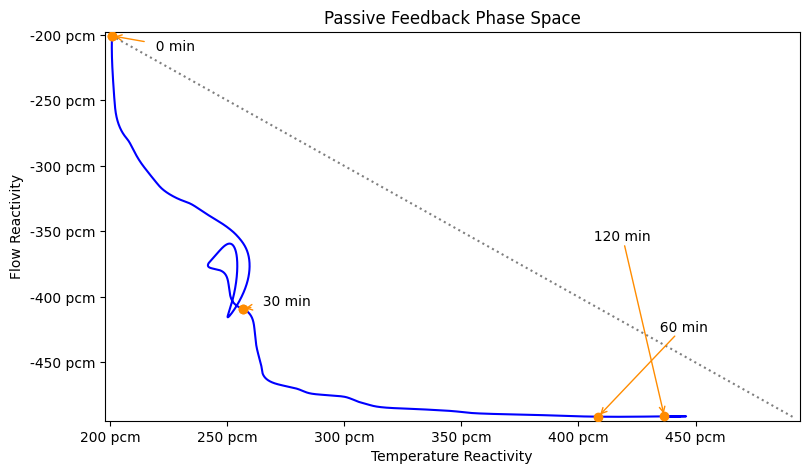 Passive Feedback Phase Space
-200 pcm
0 min
-250 pcm
-300 pcm
-350 pcm
120 min
-400 pcm
30 min
60 min
-450 pcm
Flow Reactivity
200 pcm 250 pcm 300 pcm 350 pcm 400 pcm 450 pcm
Temperature Reactivity